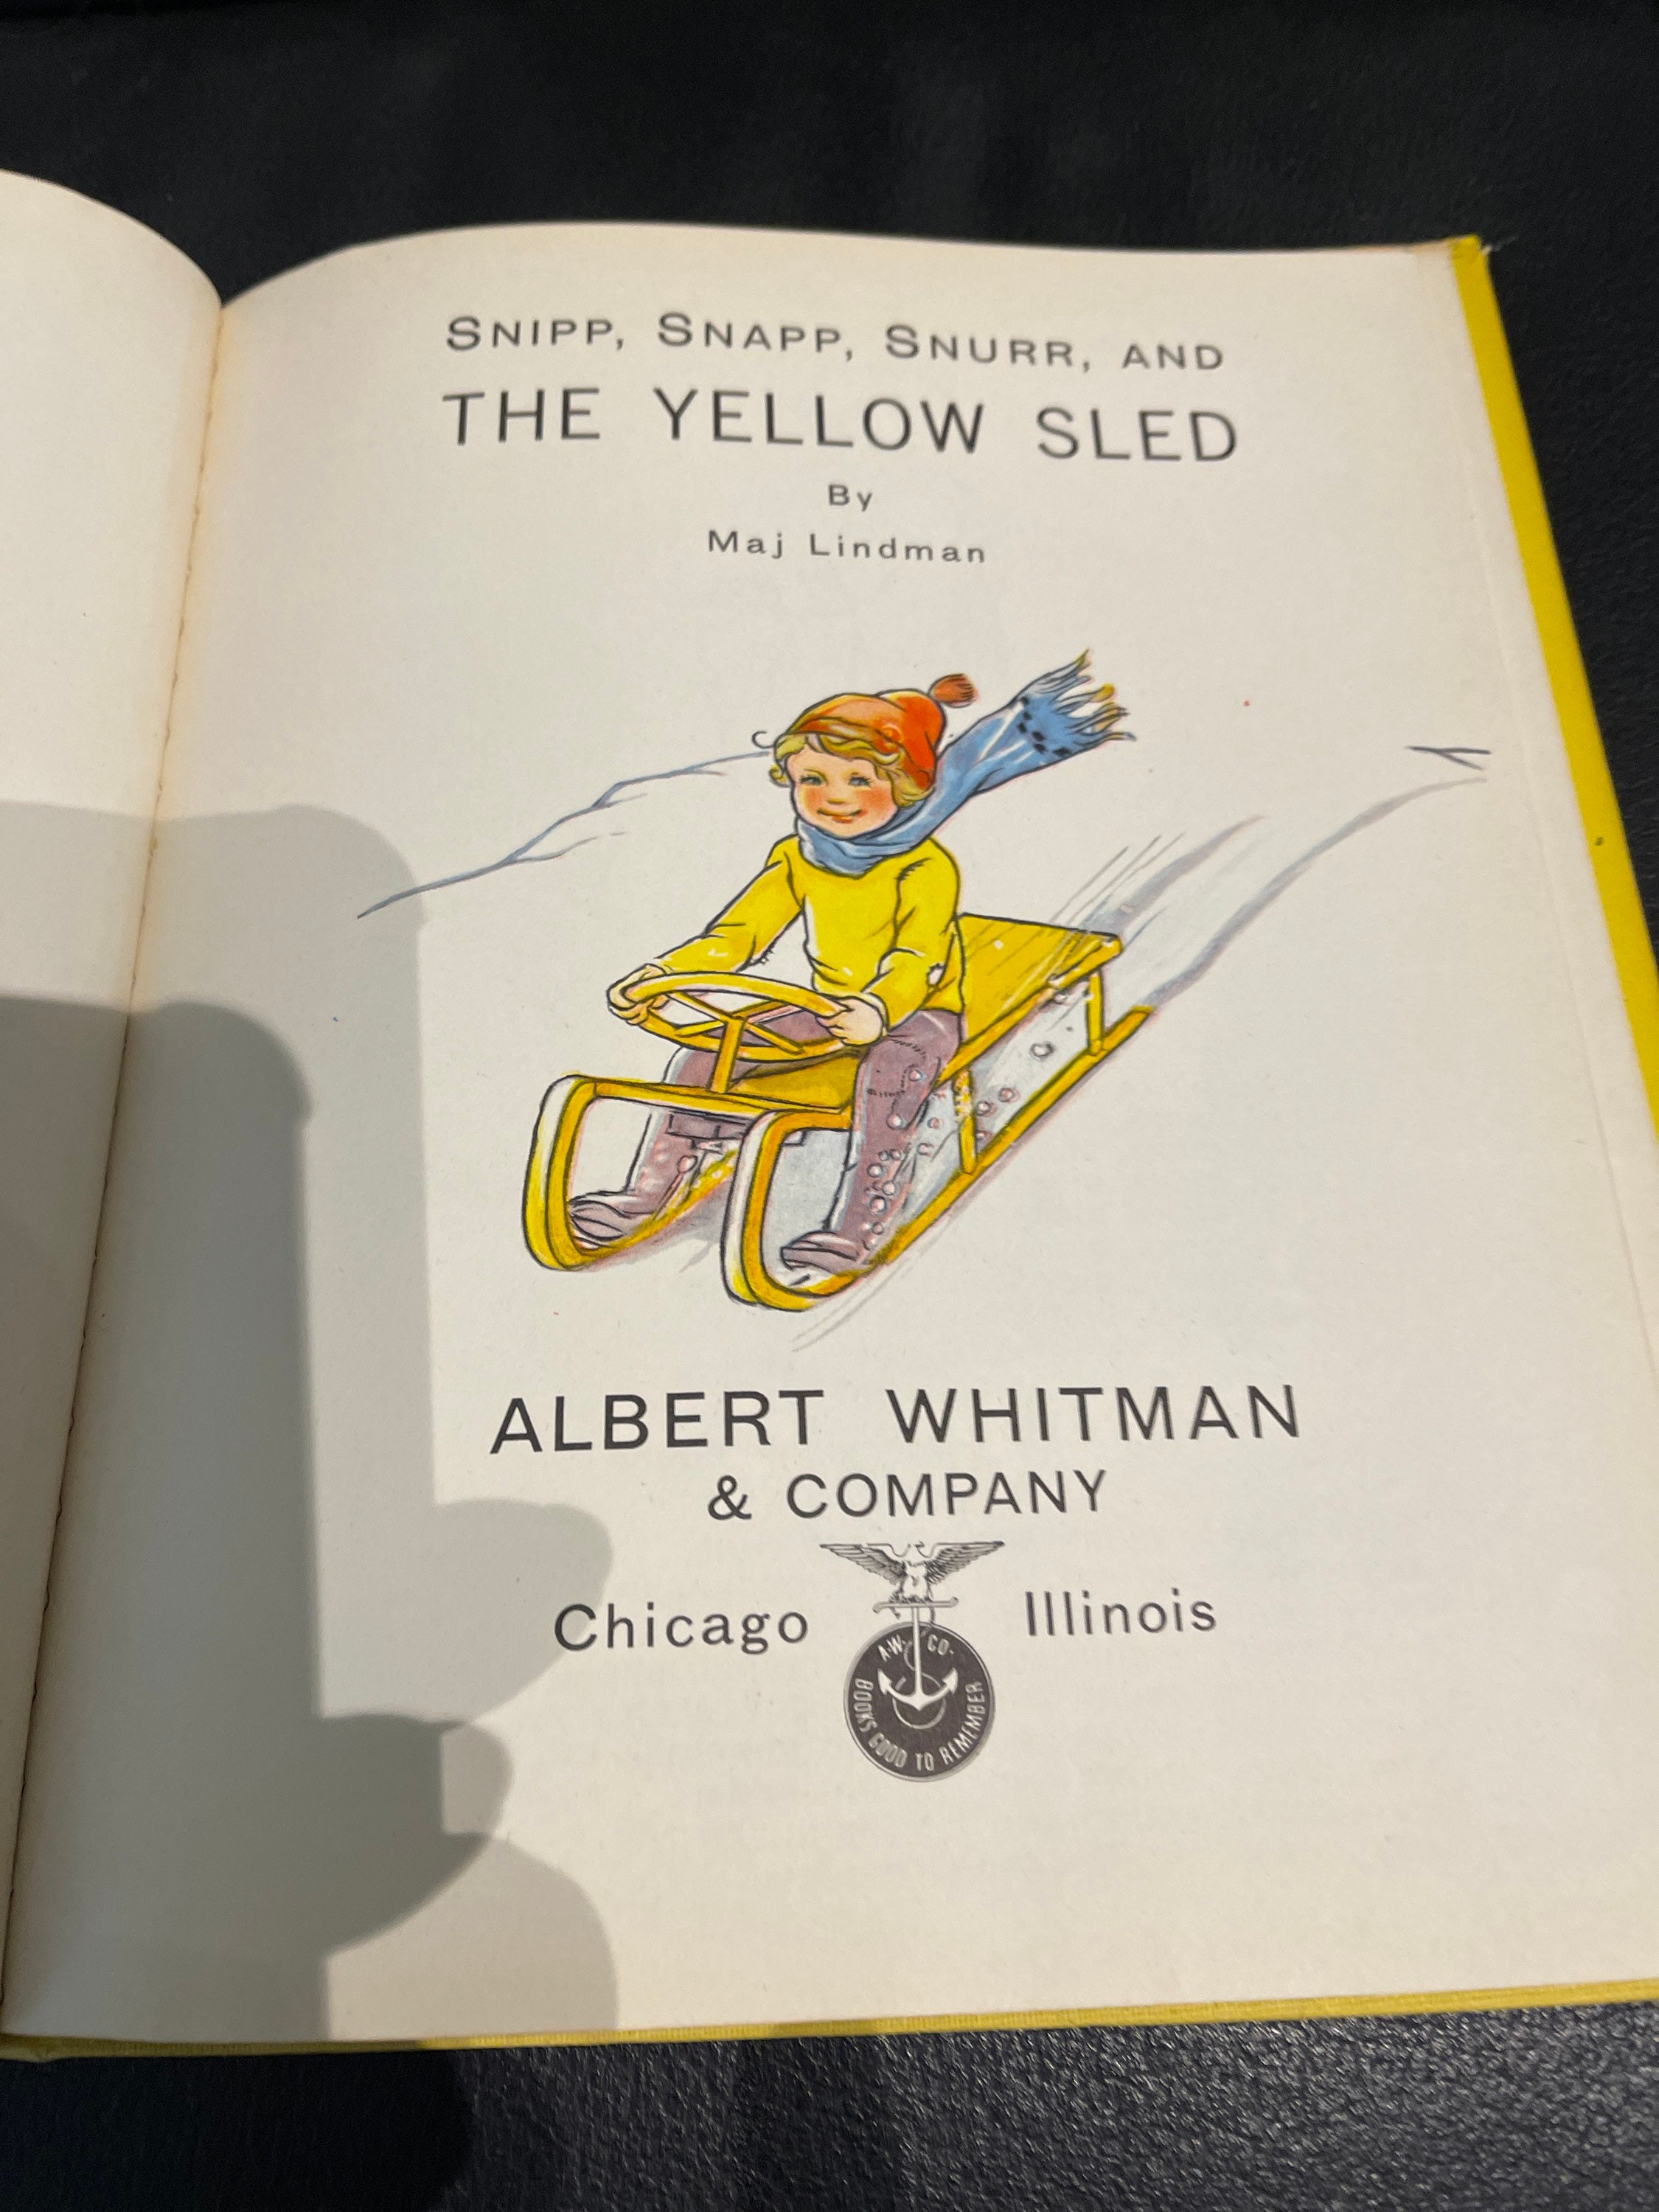 SNIPP, SNAPP, SNURR, AND
THE YELLOW SLED
By
Maj Lindman
ALBERT WHITMAN
& COMPANY
Chicago Illinois
A·W· CO·
BOOKS GOOD TO REMEMBER